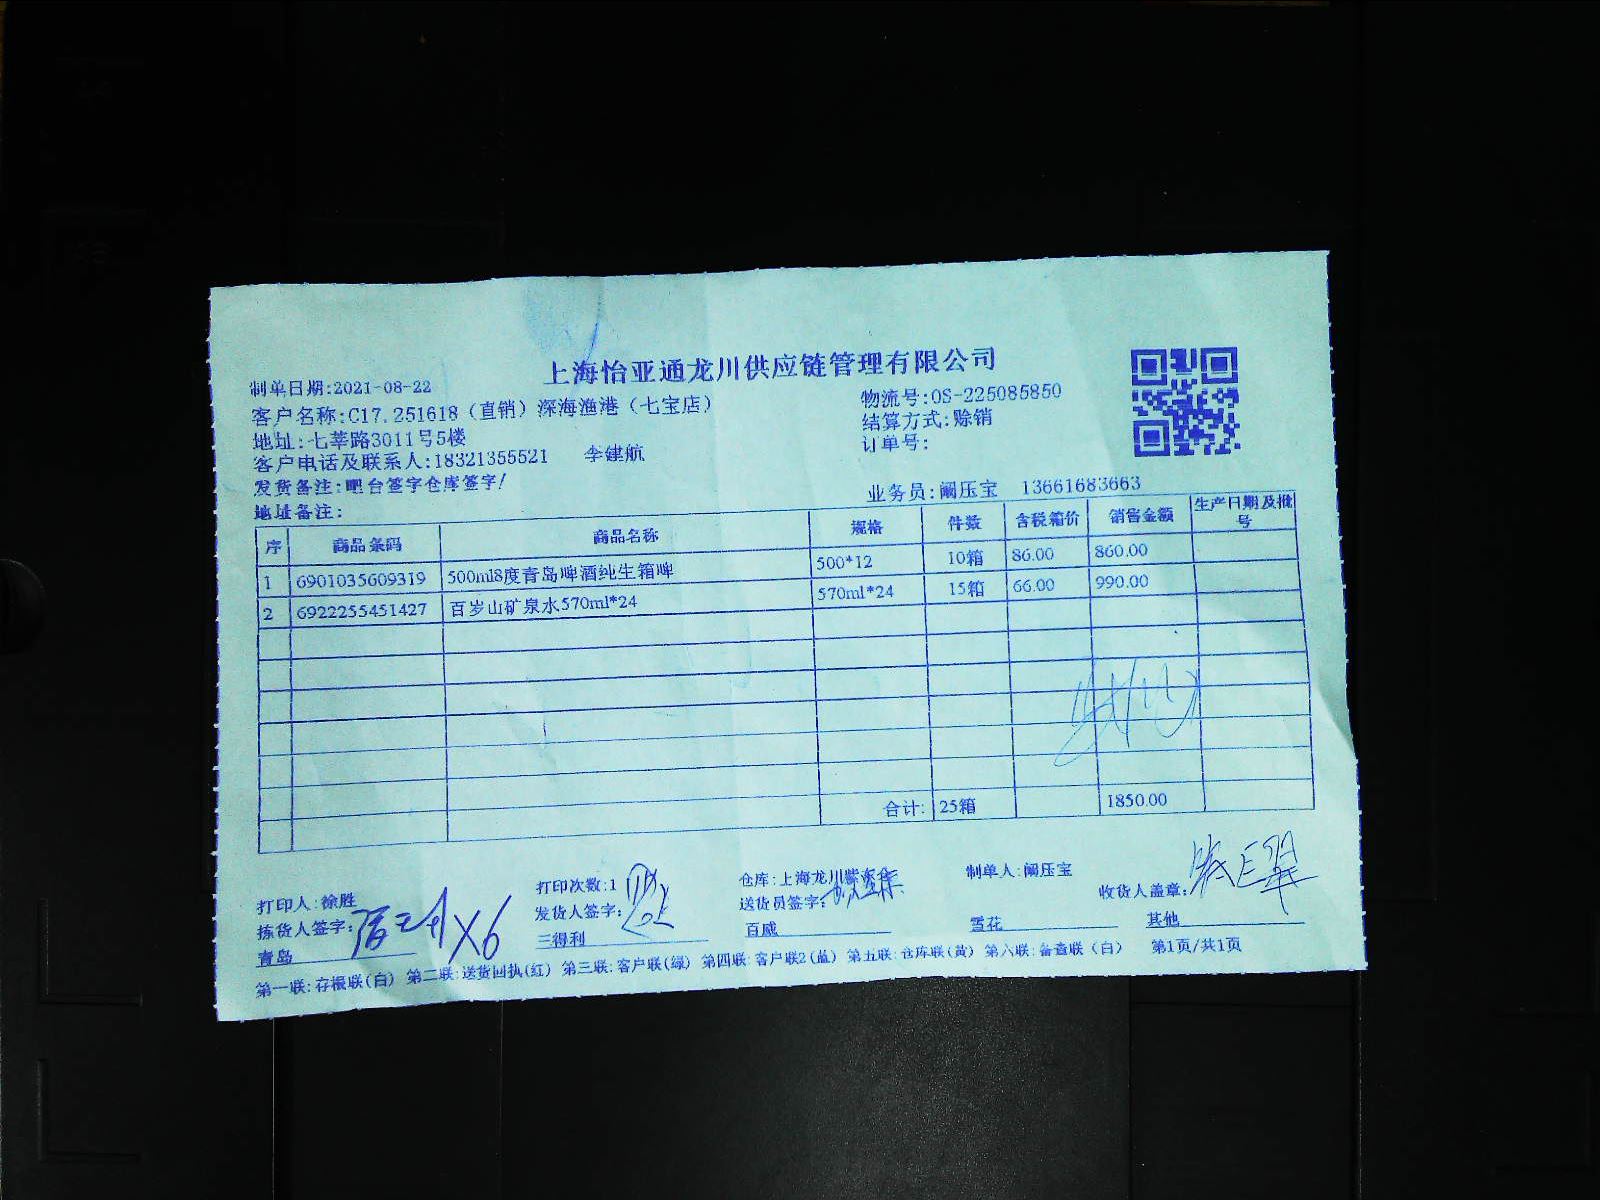 上海怡亚通龙川供应链管理有限公司
制单日期:2021-08-22
客户名称:C17.251618（直销）深海渔港（七宝店） 物流号:OS-225085850
地址:七莘路3011号5楼 结算方式:赊销
客户电话及联系人:18321355521 李建航 订单号:
发货备注:吧台签字仓库签字!
地址备注: 业务员:阚压宝 13661683663
序 商品条码 商品名称 规格 件数 含税箱价 销售金额 生产日期及批号
1 6901035609319 500ml8度青岛啤酒纯生箱啤 500*12 10箱 86.00 860.00
2 6922255451427 百岁山矿泉水570ml*24 570ml*24 15箱 66.00 990.00
合计: 25箱 1850.00
打印人:徐胜 打印次数:1 仓库:上海龙川 制单人:阚压宝
拣货人签字: X6 发货人签字: 送货员签字: 收货人盖章:
青岛 三得利 百威 雪花 其他
第一联:存根联(白) 第二联:送货回执(红) 第三联:客户联(绿) 第四联:客户联2(蓝) 第五联:仓库联(黄) 第六联:备查联（白） 第1页/共1页